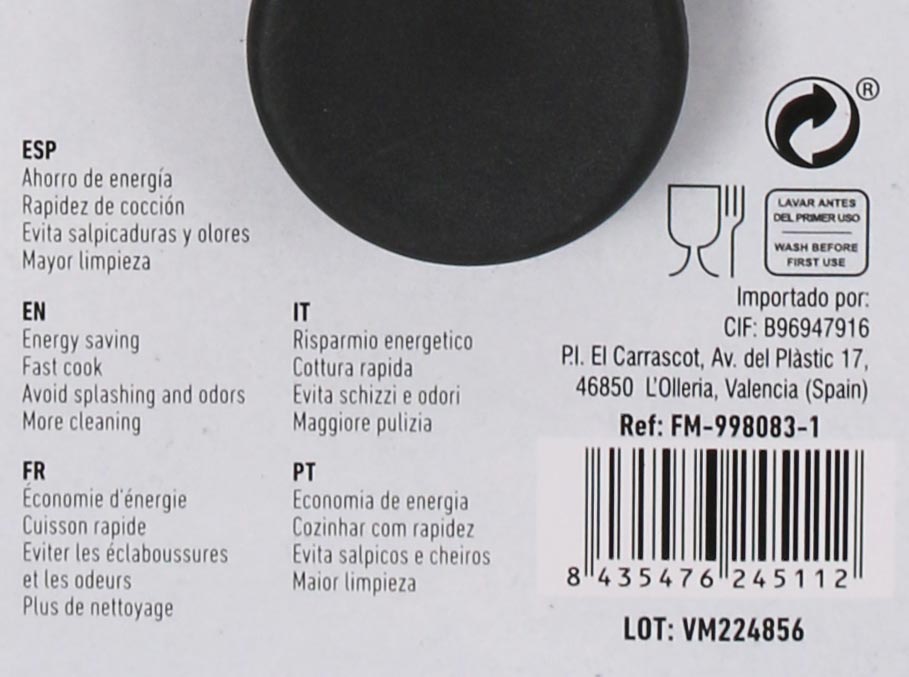 ESP
Ahorro de energía
Rapidez de cocción
Evita salpicaduras y olores
Mayor limpieza
EN
Energy saving
Fast cook
Avoid splashing and odors
More cleaning
FR
Économie d'énergie
Cuisson rapide
Eviter les éclaboussures
et les odeurs
Plus de nettoyage
IT
Risparmio energetico
Cottura rapida
Evita schizzi e odori
Maggiore pulizia
PT
Economia de energia
Cozinhar com rapidez
Evita salpicos e cheiros
Maior limpieza
®
LAVAR ANTES
DEL PRIMER USO
WASH BEFORE
FIRST USE
Importado por:
CIF: B96947916
P.I. El Carrascot, Av. del Plàstic 17,
46850 L'Olleria, Valencia (Spain)
Ref: FM-998083-1
8 435476 245112
LOT: VM224856